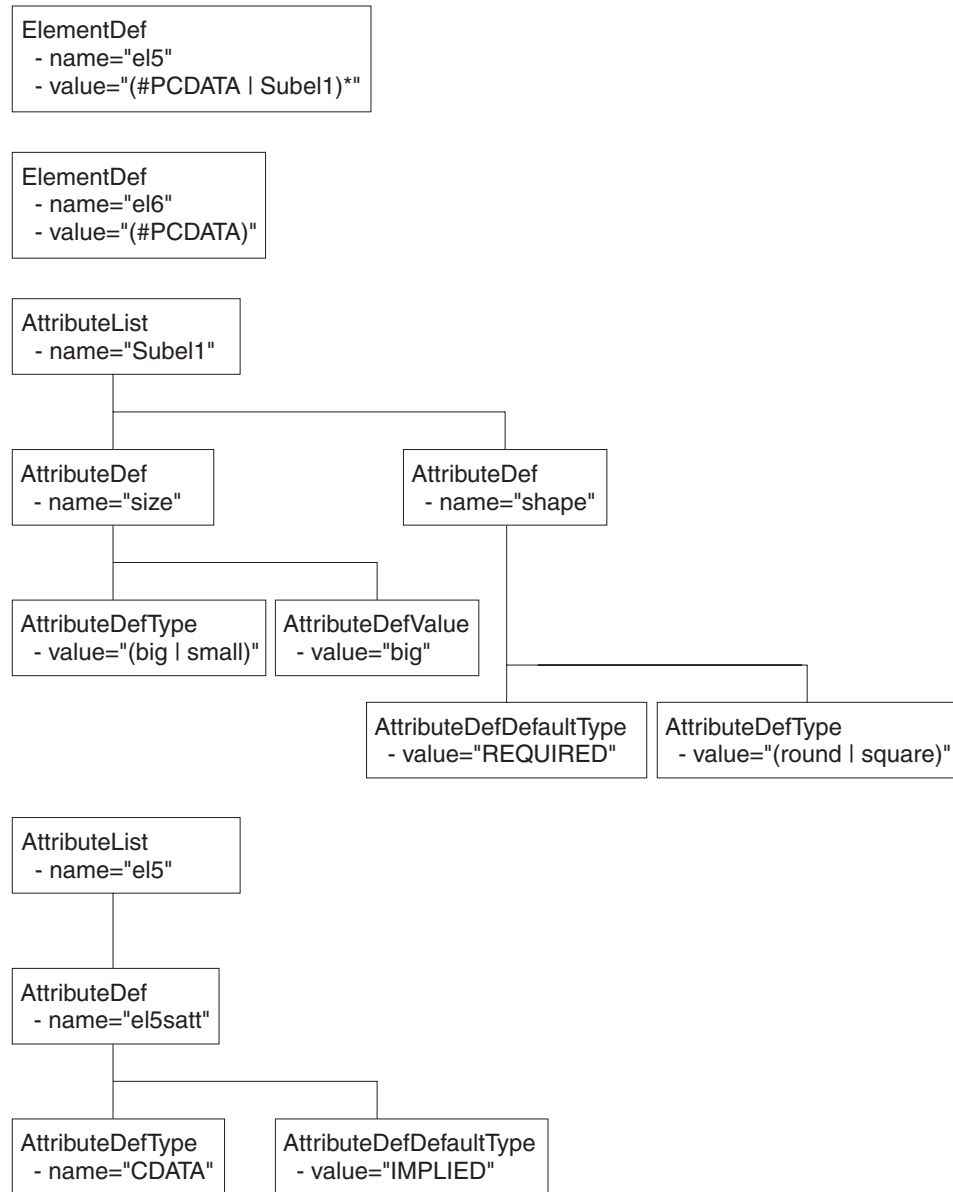 ElementDef
- name="el5"
- value="(#PCDATA | Subel1)*"
ElementDef
- name="el6"
- value="(#PCDATA)"
AttributeList
- name="Subel1"
AttributeDef
- name="size"
AttributeDef
- name="shape"
AttributeDefType
- value="(big | small)"
AttributeDefValue
- value="big"
AttributeDefDefaultType
- value="REQUIRED"
AttributeDefType
- value="(round | square)"
AttributeList
- name="el5"
AttributeDef
- name="el5satt"
AttributeDefType
- name="CDATA"
AttributeDefDefaultType
- value="IMPLIED"